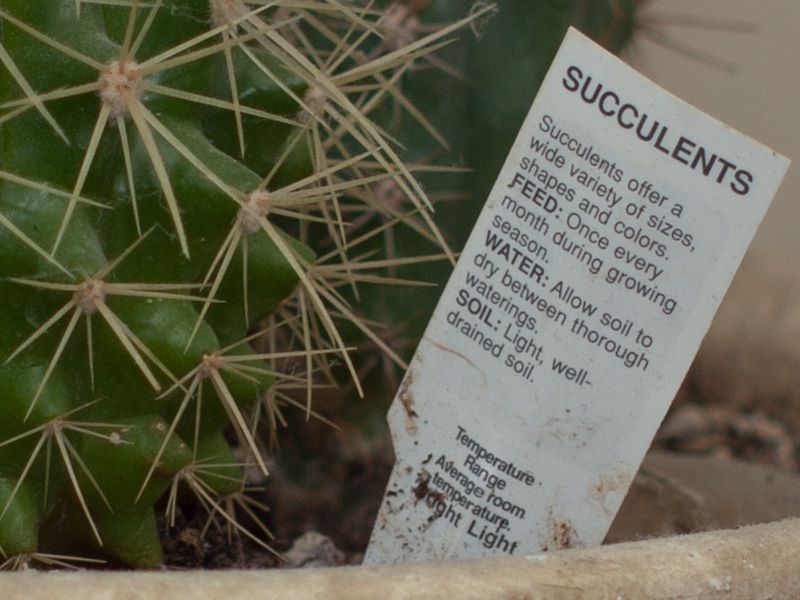 SUCCULENTS
Succulents offer a
wide variety of sizes,
shapes and colors.
FEED: Once every
month during growing
season.
WATER: Allow soil to
dry between thorough
waterings.
SOIL: Light, well-
drained soil.
Temperature
Range
Average room
temperature.
Light